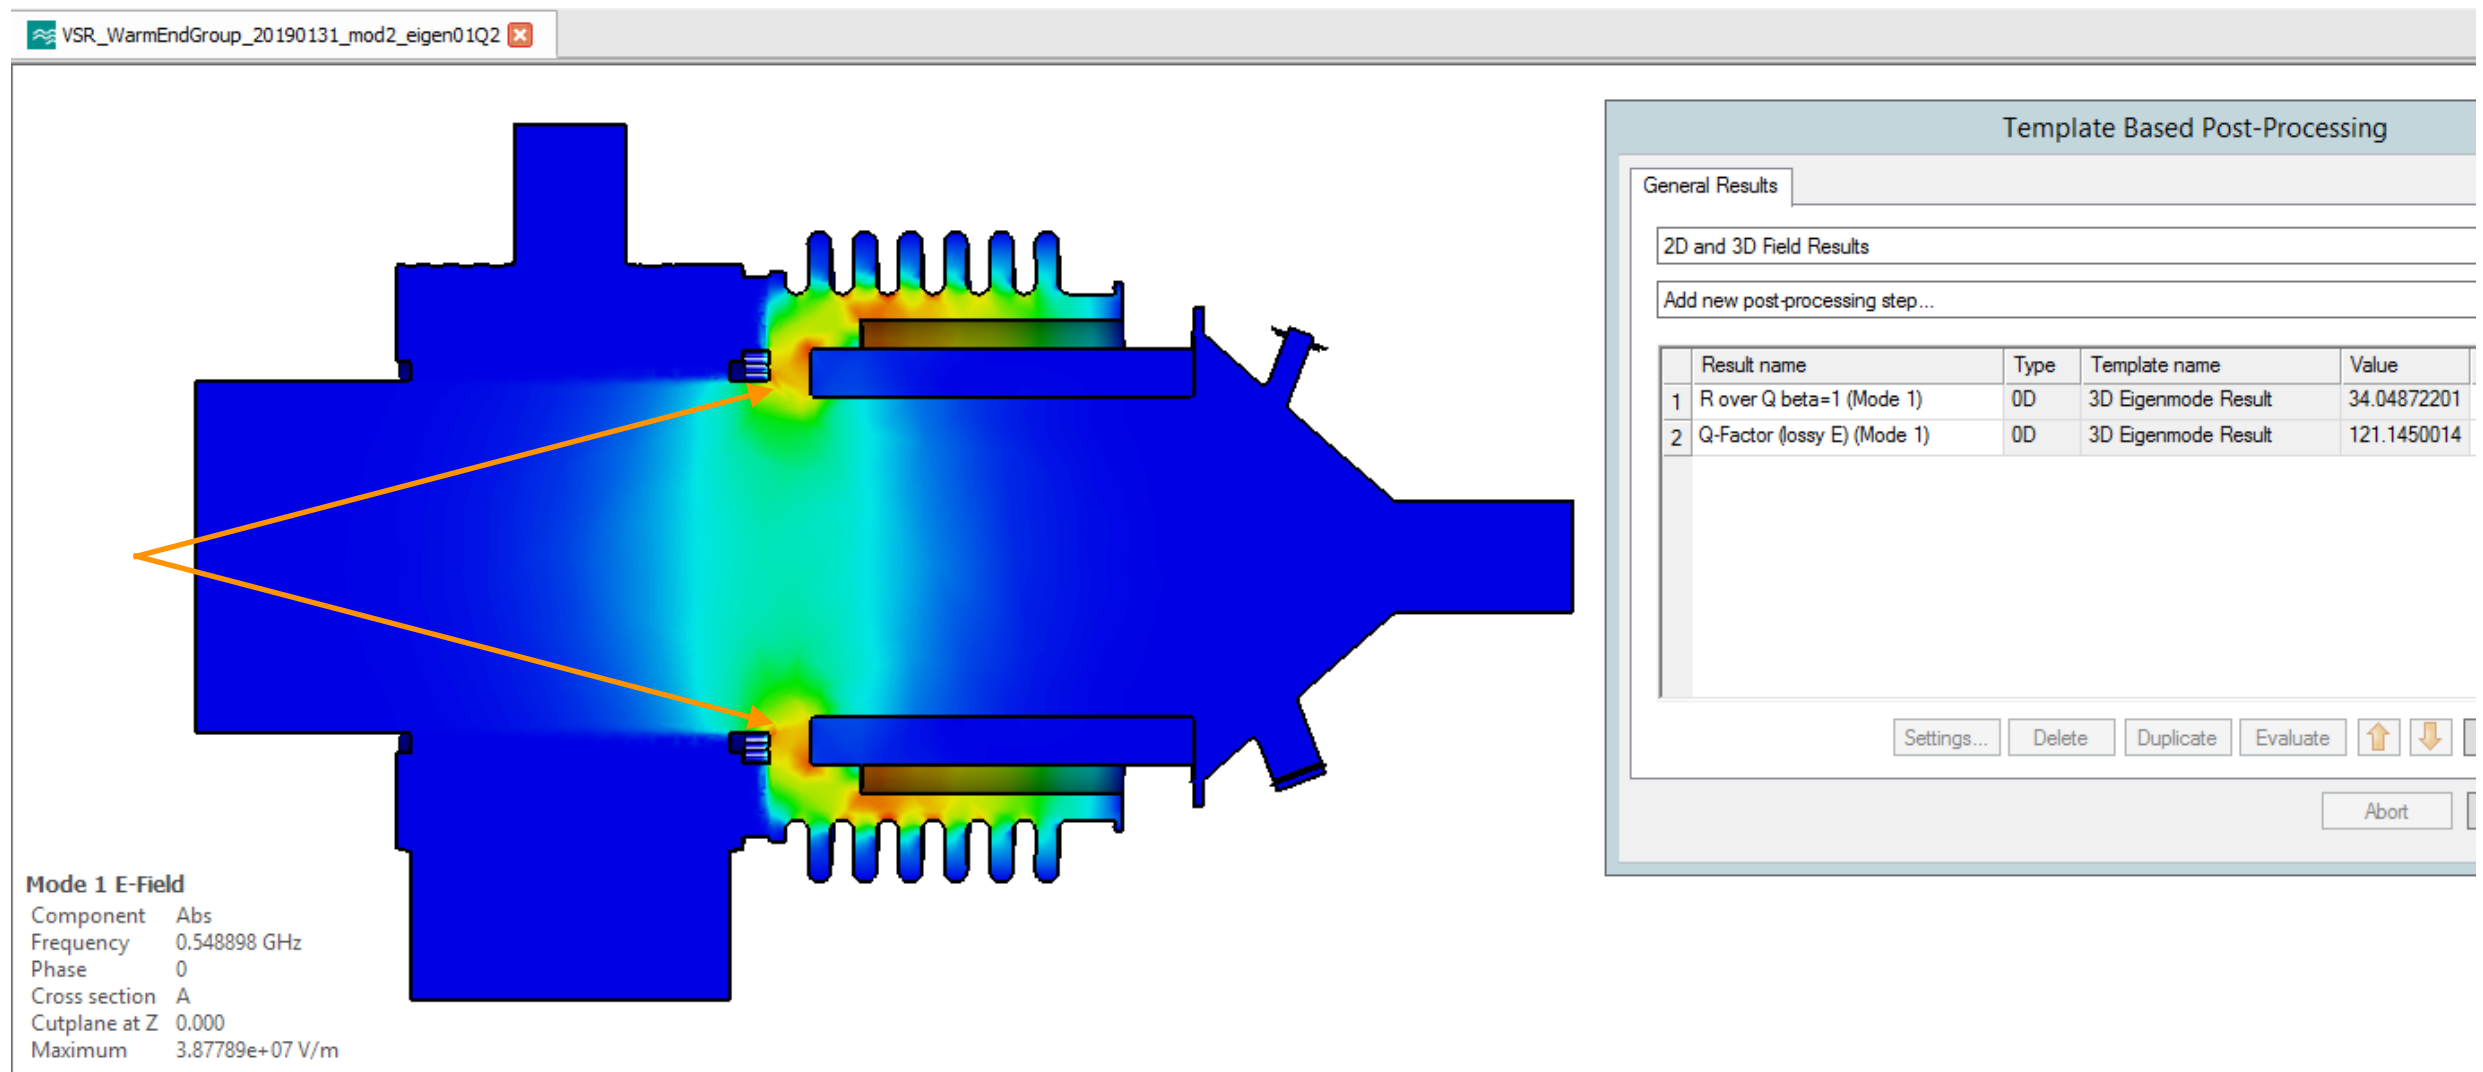 VSR_WarmEndGroup_20190131_mod2_eigen01Q2
Template Based Post-Processing
General Results
2D and 3D Field Results
Add new post-processing step...
Result name Type Template name Value
1 R over Q beta=1 (Mode 1) 0D 3D Eigenmode Result 34.04872201
2 Q-Factor (lossy E) (Mode 1) 0D 3D Eigenmode Result 121.1450014
Settings... Delete Duplicate Evaluate
Abort
Mode 1 E-Field
Component Abs
Frequency 0.548898 GHz
Phase 0
Cross section A
Cutplane at Z 0.000
Maximum 3.87789e+07 V/m